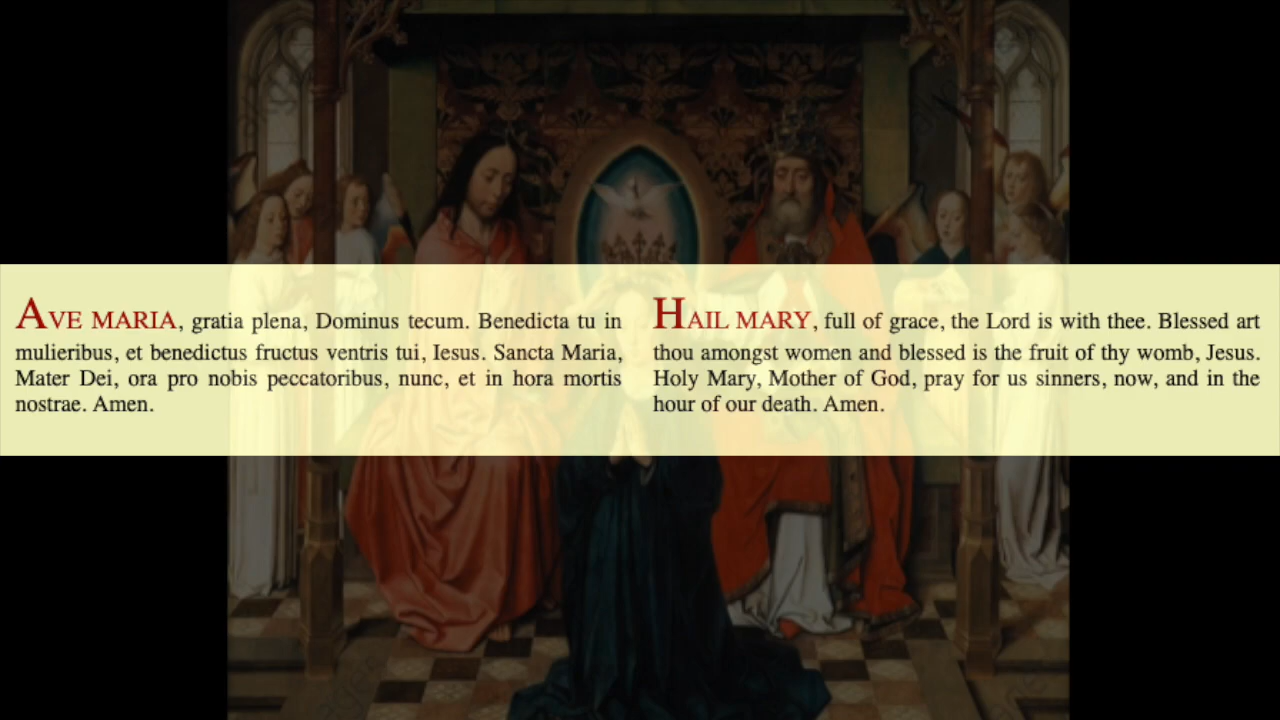 AVE MARIA, gratia plena, Dominus tecum. Benedicta tu in
mulieribus, et benedictus fructus ventris tui, Iesus. Sancta Maria,
Mater Dei, ora pro nobis peccatoribus, nunc, et in hora mortis
nostrae. Amen.
HAIL MARY, full of grace, the Lord is with thee. Blessed art
thou amongst women and blessed is the fruit of thy womb, Jesus.
Holy Mary, Mother of God, pray for us sinners, now, and in the
hour of our death. Amen.